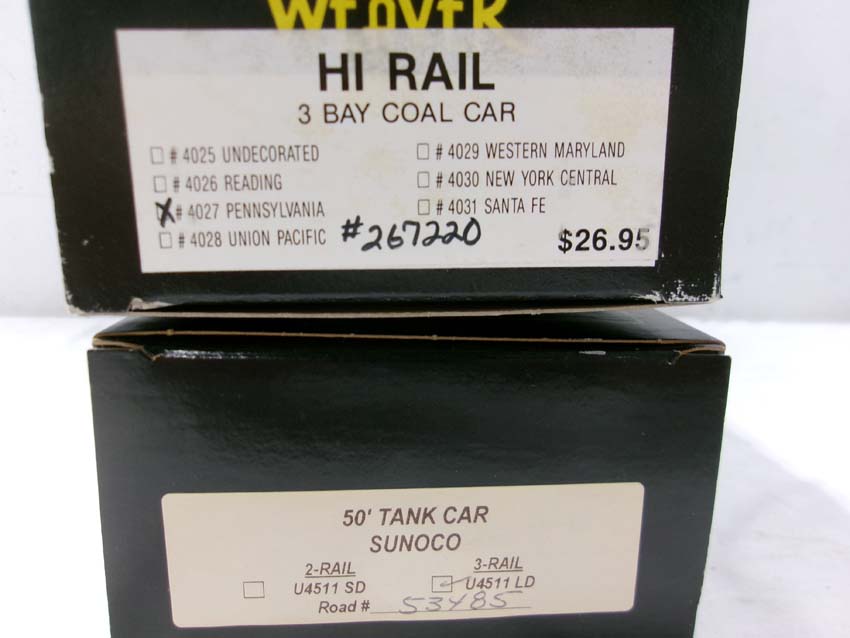 WEAVER
HI RAIL
3 BAY COAL CAR
# 4025 UNDECORATED # 4029 WESTERN MARYLAND
# 4026 READING # 4030 NEW YORK CENTRAL
X # 4027 PENNSYLVANIA # 4031 SANTA FE
# 4028 UNION PACIFIC #267220 $26.95
50' TANK CAR
SUNOCO
2-RAIL 3-RAIL
U4511 SD U4511 LD
Road # 53485